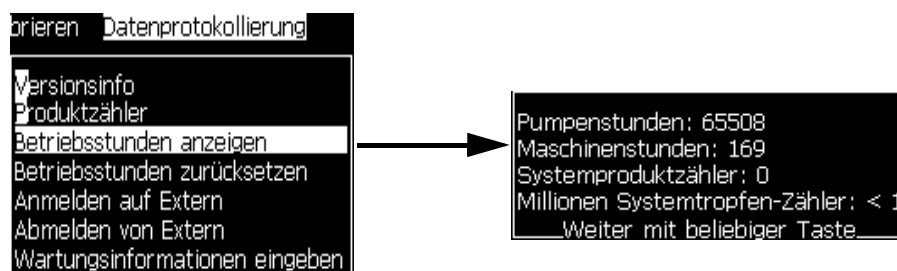 brieren Datenprotokollierung
Versionsinfo
Produktzähler
Betriebsstunden anzeigen
Betriebsstunden zurücksetzen
Anmelden auf Extern
Abmelden von Extern
Wartungsinformationen eingeben
Pumpenstunden: 65508
Maschinenstunden: 169
Systemproduktzähler: 0
Millionen Systemtropfen-Zähler: < 1
Weiter mit beliebiger Taste